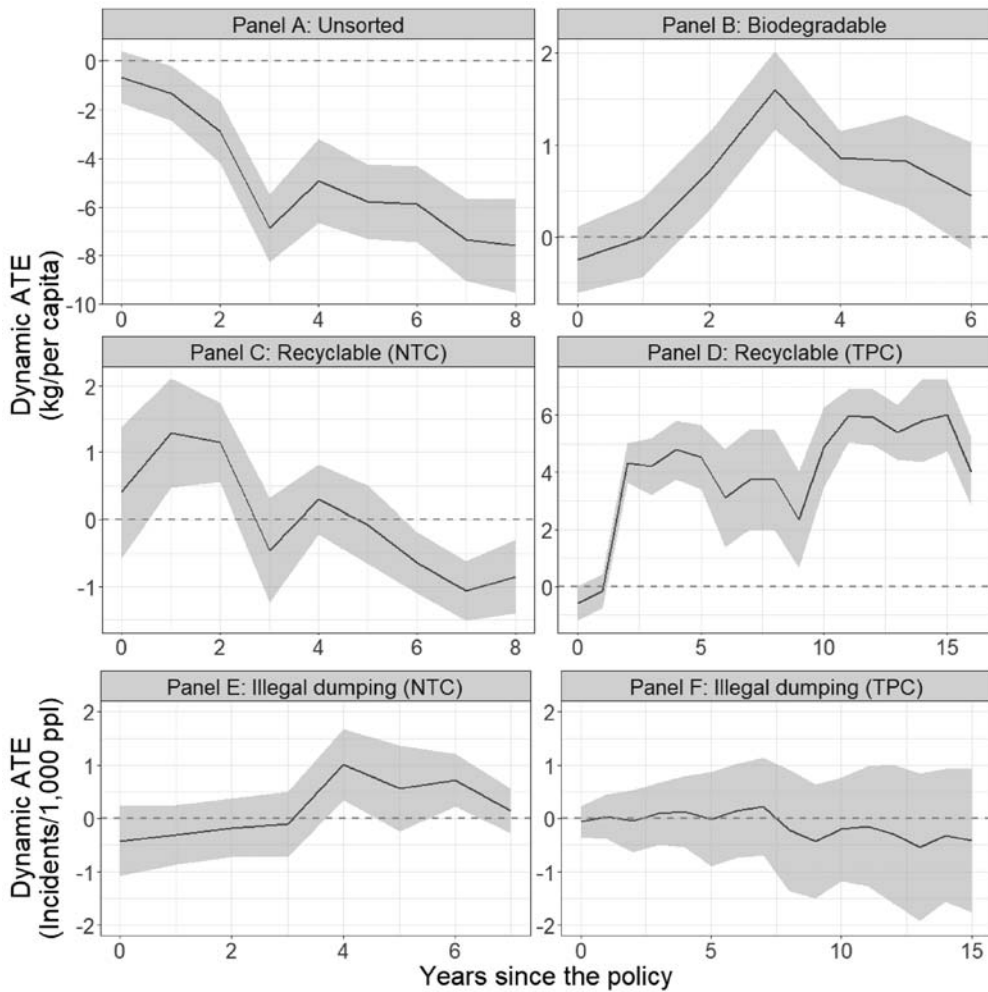 Panel A: Unsorted
Panel B: Biodegradable
0
-2
-4
-6
-8
-10
2
1
0
0 2 4 6 8
0 2 4 6
Dynamic ATE
(kg/per capita)
Panel C: Recyclable (NTC)
Panel D: Recyclable (TPC)
2
1
0
-1
6
4
2
0
0 2 4 6 8
0 5 10 15
Panel E: Illegal dumping (NTC)
Panel F: Illegal dumping (TPC)
Dynamic ATE
(Incidents/1,000 ppl)
2
1
0
-1
-2
2
1
0
-1
-2
0 2 4 6
0 5 10 15
Years since the policy